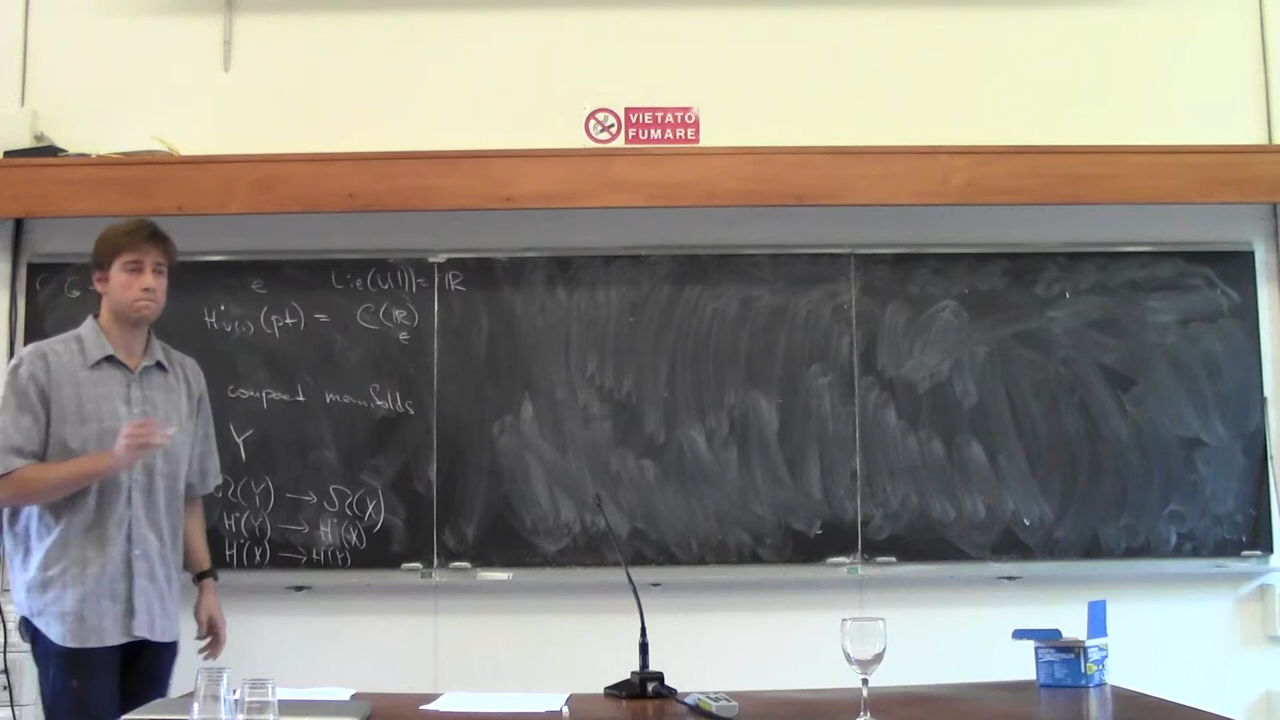 VIETATO
FUMARE
G e Lie(U(1)) = ℝ
H˙U(1)(pt) = C(ℝ)
e
compact manifolds
Y
Ω(Y) → Ω(X)
H˙(Y) → H˙(X)
H˙(X) → H˙(Y)